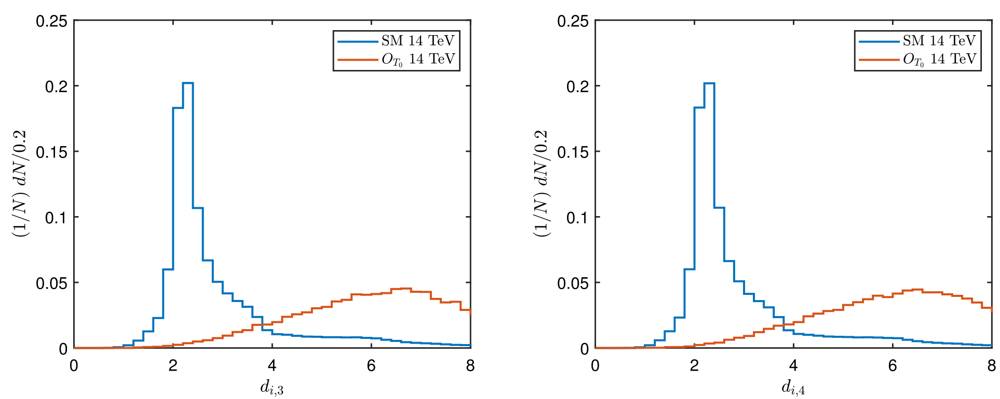 0.25
0.2
0.15
0.1
0.05
0
(1/N) dN/0.2
SM 14 TeV
O_{T_0} 14 TeV
0 2 4 6 8
d_{i,3}
0.25
0.2
0.15
0.1
0.05
0
(1/N) dN/0.2
SM 14 TeV
O_{T_0} 14 TeV
0 2 4 6 8
d_{i,4}